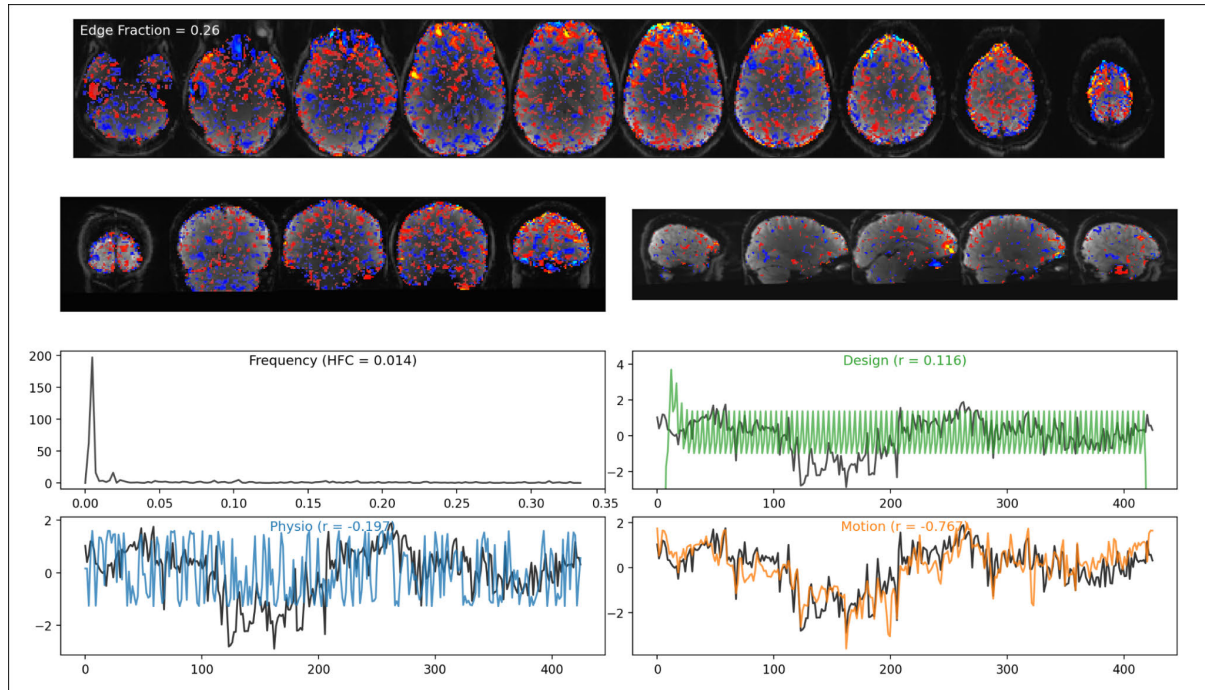 Edge Fraction = 0.26
Frequency (HFC = 0.014)
200
150
100
50
0
0.00 0.05 0.10 0.15 0.20 0.25 0.30 0.35
Design (r = 0.116)
4
2
0
−2
0 100 200 300 400
Physio (r = -0.197)
2
0
−2
0 100 200 300 400
Motion (r = -0.767)
2
0
−2
0 100 200 300 400